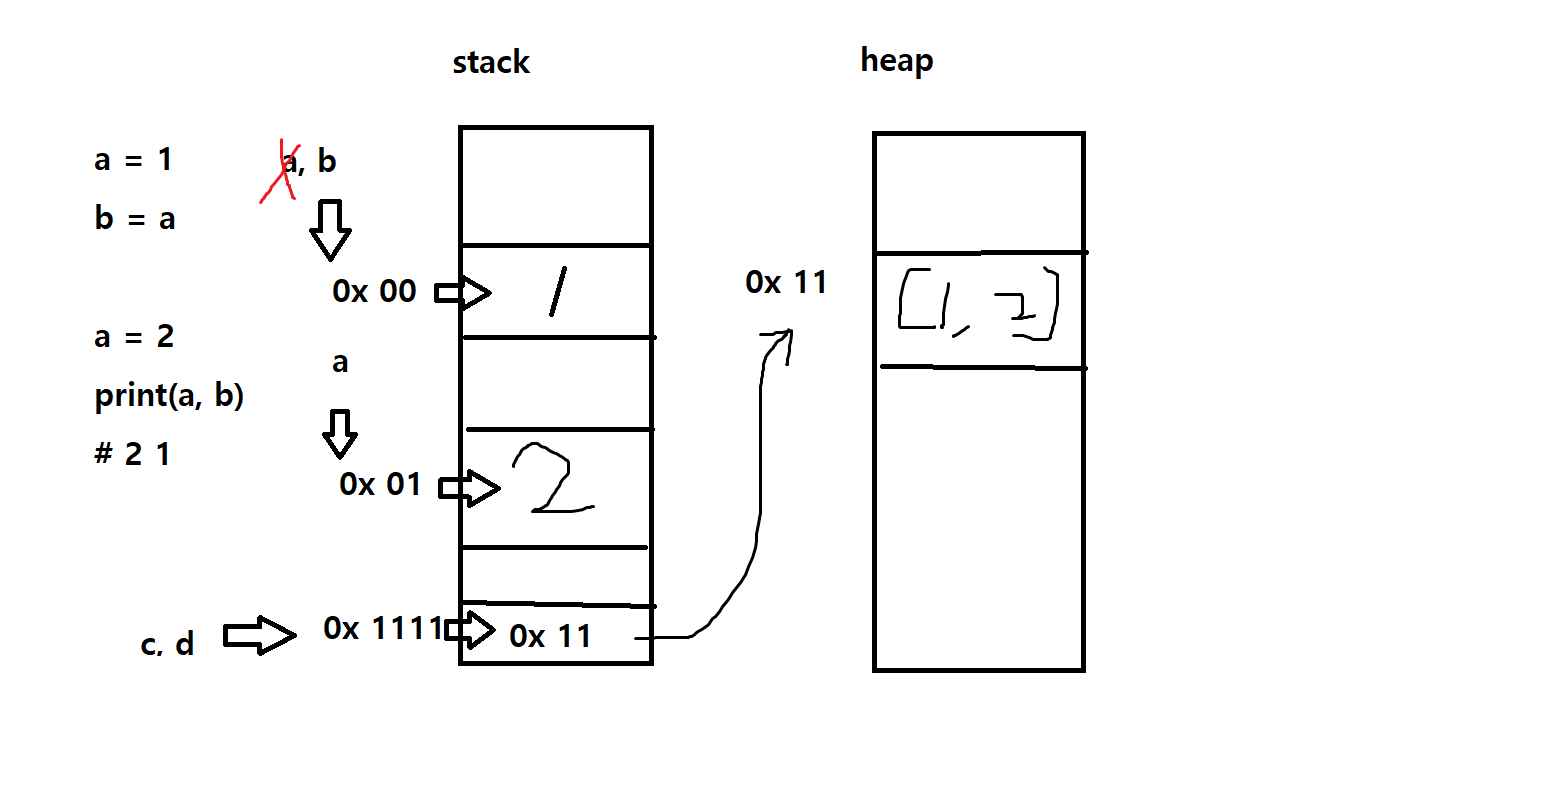 stack
heap
a = 1
a, b
b = a
0x 00
1
0x 11
[1, 2]
a = 2
a
print(a, b)
# 2 1
0x 01
2
c, d
0x 1111
0x 11